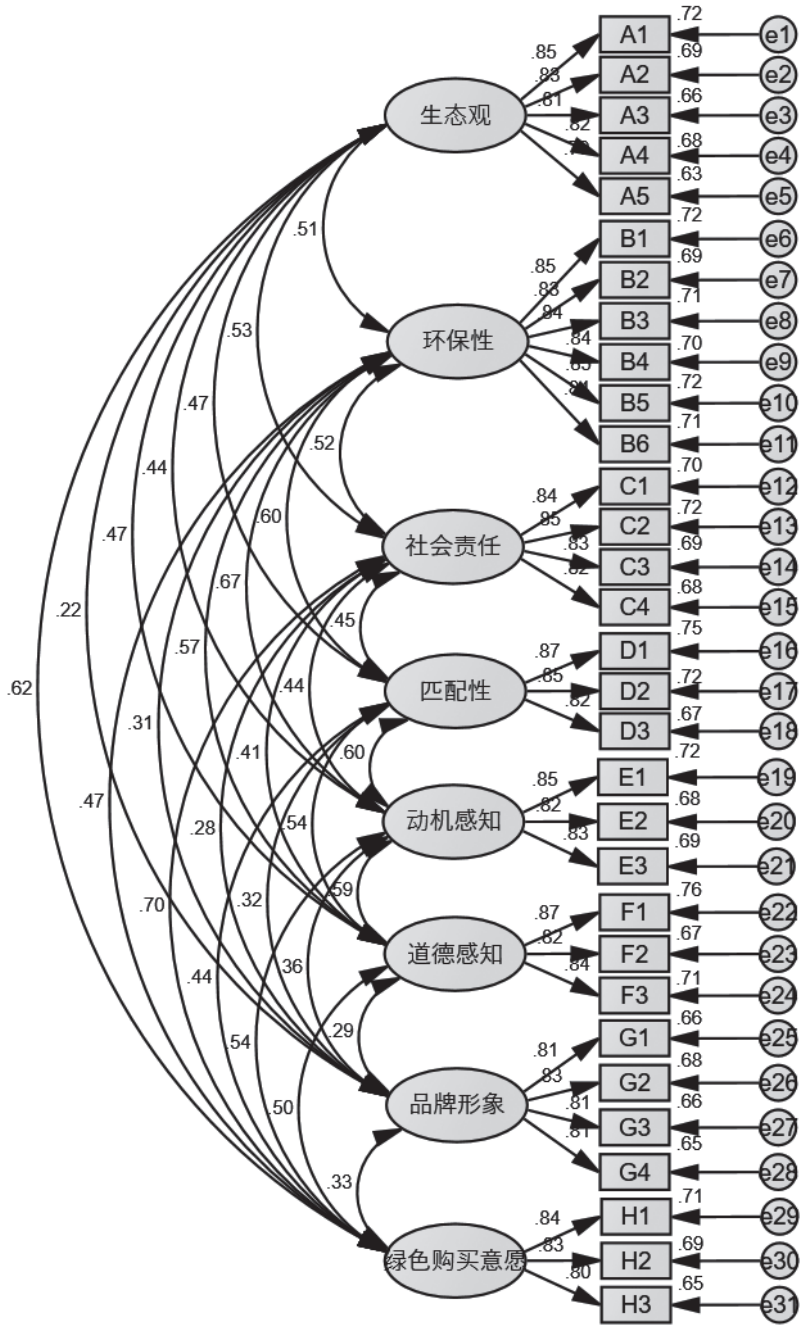 .72
A1
e1
.85
.69
A2
e2
.83
.66
A3
e3
.81
生态观
.82
.68
A4
e4
.63
A5
e5
.72
B1
e6
.51
.85
.69
B2
e7
.83
.71
B3
e8
.84
.53
环保性
.84
.70
B4
e9
.72
B5
e10
.47
.71
B6
e11
.52
.44
.70
C1
e12
.84
.72
C2
e13
.85
.60
.47
社会责任
.83
.69
C3
e14
.82
.68
C4
e15
.67
.22
.45
.75
D1
e16
.87
.57
.85
.72
D2
e17
匹配性
.62
.44
.82
.67
D3
e18
.31
.41
.60
.72
E1
e19
.85
.47
.68
E2
e20
.82
动机感知
.28
.54
.83
.69
E3
e21
.59
.76
F1
e22
.87
.70
.32
.67
F2
e23
.82
道德感知
.36
.84
.71
F3
e24
.44
.66
G1
e25
.29
.81
.54
.68
G2
e26
.83
品牌形象
.50
.81
.66
G3
e27
.81
.65
G4
e28
.33
.71
H1
e29
.84
.69
H2
e30
.83
绿色购买意愿
.80
.65
H3
e31